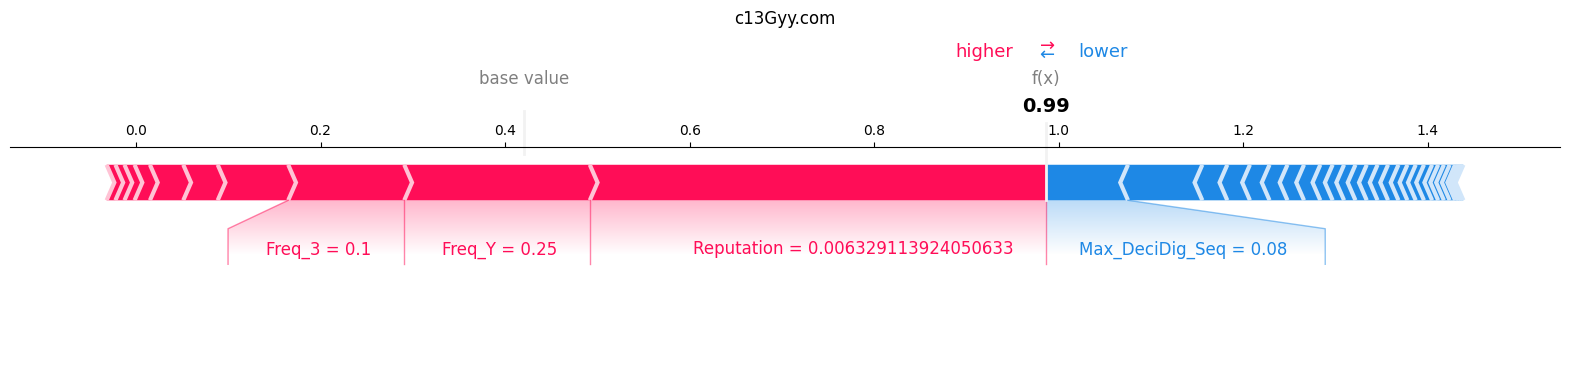 c13Gyy.com
higher ⇄ lower
base value f(x)
0.99
0.0 0.2 0.4 0.6 0.8 1.0 1.2 1.4
Freq_3 = 0.1 Freq_Y = 0.25 Reputation = 0.006329113924050633 Max_DeciDig_Seq = 0.08